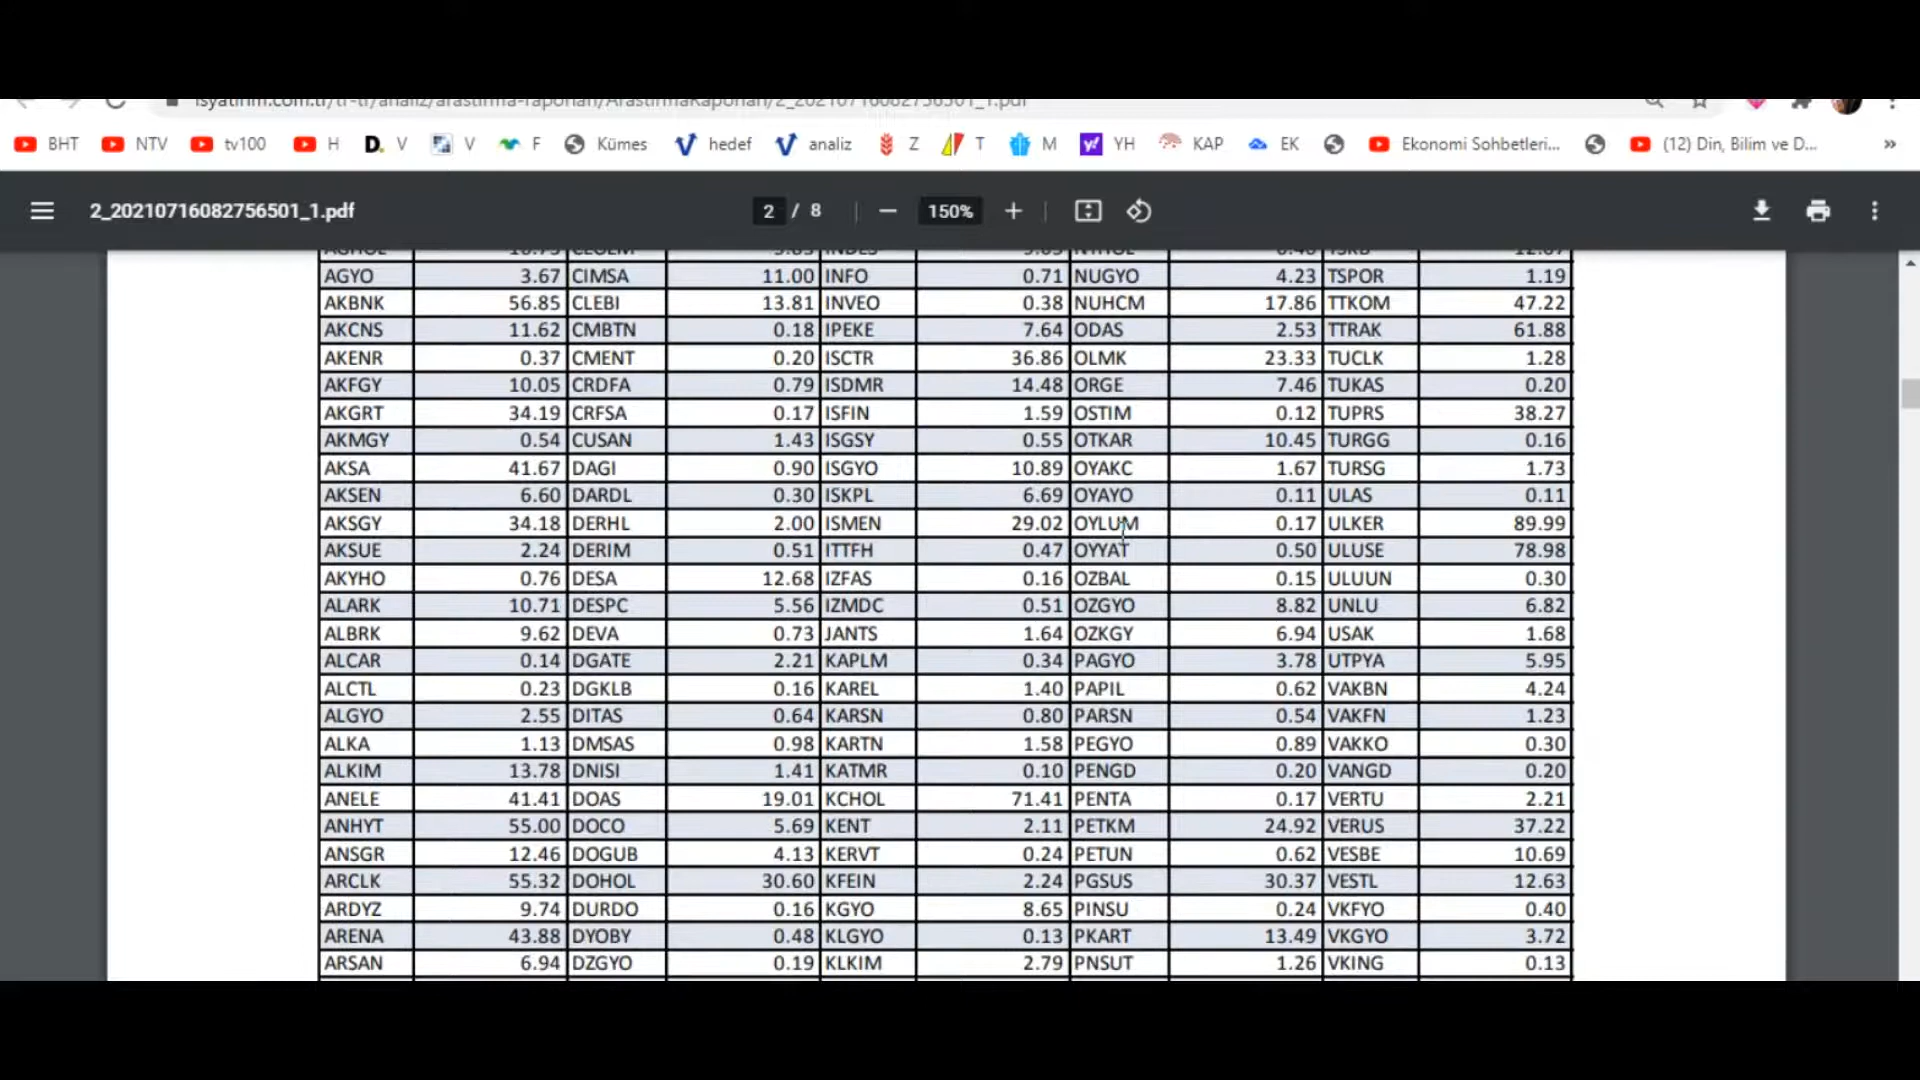 isyatirim.com.tr/tr-tr/analiz/arastirma-raporlari/ArastirmaRaporlari/2_20210716082756501_1.pdf
BHT NTV tv100 H V V F Kümes hedef analiz Z T M YH KAP EK Ekonomi Sohbetleri... (12) Din, Bilim ve D... »
2_20210716082756501_1.pdf 2 / 8 — 150% +
AGYO 3.67 CIMSA 11.00 INFO 0.71 NUGYO 4.23 TSPOR 1.19
AKBNK 56.85 CLEBI 13.81 INVEO 0.38 NUHCM 17.86 TTKOM 47.22
AKCNS 11.62 CMBTN 0.18 IPEKE 7.64 ODAS 2.53 TTRAK 61.88
AKENR 0.37 CMENT 0.20 ISCTR 36.86 OLMK 23.33 TUCLK 1.28
AKFGY 10.05 CRDFA 0.79 ISDMR 14.48 ORGE 7.46 TUKAS 0.20
AKGRT 34.19 CRFSA 0.17 ISFIN 1.59 OSTIM 0.12 TUPRS 38.27
AKMGY 0.54 CUSAN 1.43 ISGSY 0.55 OTKAR 10.45 TURGG 0.16
AKSA 41.67 DAGI 0.90 ISGYO 10.89 OYAKC 1.67 TURSG 1.73
AKSEN 6.60 DARDL 0.30 ISKPL 6.69 OYAYO 0.11 ULAS 0.11
AKSGY 34.18 DERHL 2.00 ISMEN 29.02 OYLUM 0.17 ULKER 89.99
AKSUE 2.24 DERIM 0.51 ITTFH 0.47 OYYAT 0.50 ULUSE 78.98
AKYHO 0.76 DESA 12.68 IZFAS 0.16 OZBAL 0.15 ULUUN 0.30
ALARK 10.71 DESPC 5.56 IZMDC 0.51 OZGYO 8.82 UNLU 6.82
ALBRK 9.62 DEVA 0.73 JANTS 1.64 OZKGY 6.94 USAK 1.68
ALCAR 0.14 DGATE 2.21 KAPLM 0.34 PAGYO 3.78 UTPYA 5.95
ALCTL 0.23 DGKLB 0.16 KAREL 1.40 PAPIL 0.62 VAKBN 4.24
ALGYO 2.55 DITAS 0.64 KARSN 0.80 PARSN 0.54 VAKFN 1.23
ALKA 1.13 DMSAS 0.98 KARTN 1.58 PEGYO 0.89 VAKKO 0.30
ALKIM 13.78 DNISI 1.41 KATMR 0.10 PENGD 0.20 VANGD 0.20
ANELE 41.41 DOAS 19.01 KCHOL 71.41 PENTA 0.17 VERTU 2.21
ANHYT 55.00 DOCO 5.69 KENT 2.11 PETKM 24.92 VERUS 37.22
ANSGR 12.46 DOGUB 4.13 KERVT 0.24 PETUN 0.62 VESBE 10.69
ARCLK 55.32 DOHOL 30.60 KFEIN 2.24 PGSUS 30.37 VESTL 12.63
ARDYZ 9.74 DURDO 0.16 KGYO 8.65 PINSU 0.24 VKFYO 0.40
ARENA 43.88 DYOBY 0.48 KLGYO 0.13 PKART 13.49 VKGYO 3.72
ARSAN 6.94 DZGYO 0.19 KLKIM 2.79 PNSUT 1.26 VKING 0.13